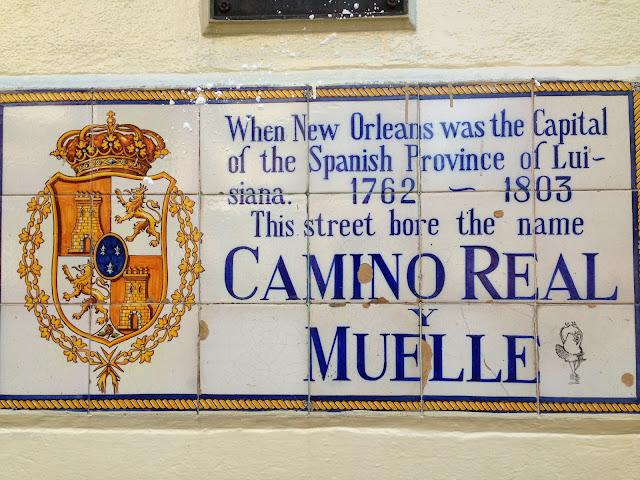 When New Orleans was the Capital
of the Spanish Province of Lui-
siana. 1762 ~ 1803
This street bore the name
CAMINO REAL
Y
MUELLE